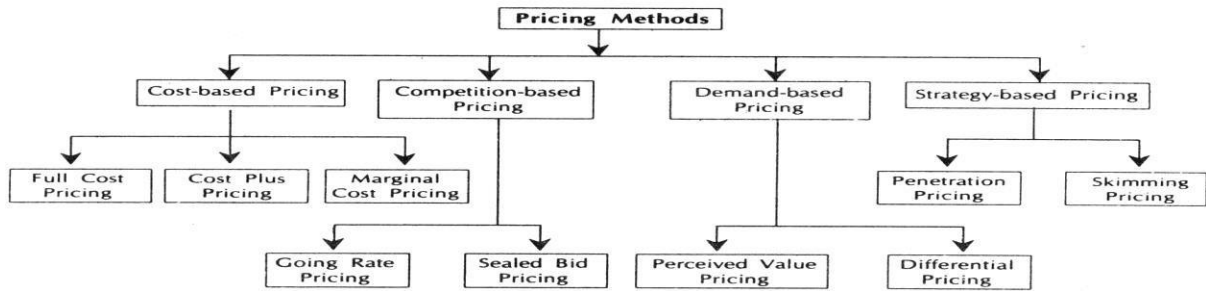 Pricing Methods
Cost-based Pricing
Competition-based
Pricing
Demand-based
Pricing
Strategy-based Pricing
Full Cost
Pricing
Cost Plus
Pricing
Marginal
Cost Pricing
Penetration
Pricing
Skimming
Pricing
Going Rate
Pricing
Sealed Bid
Pricing
Perceived Value
Pricing
Differential
Pricing